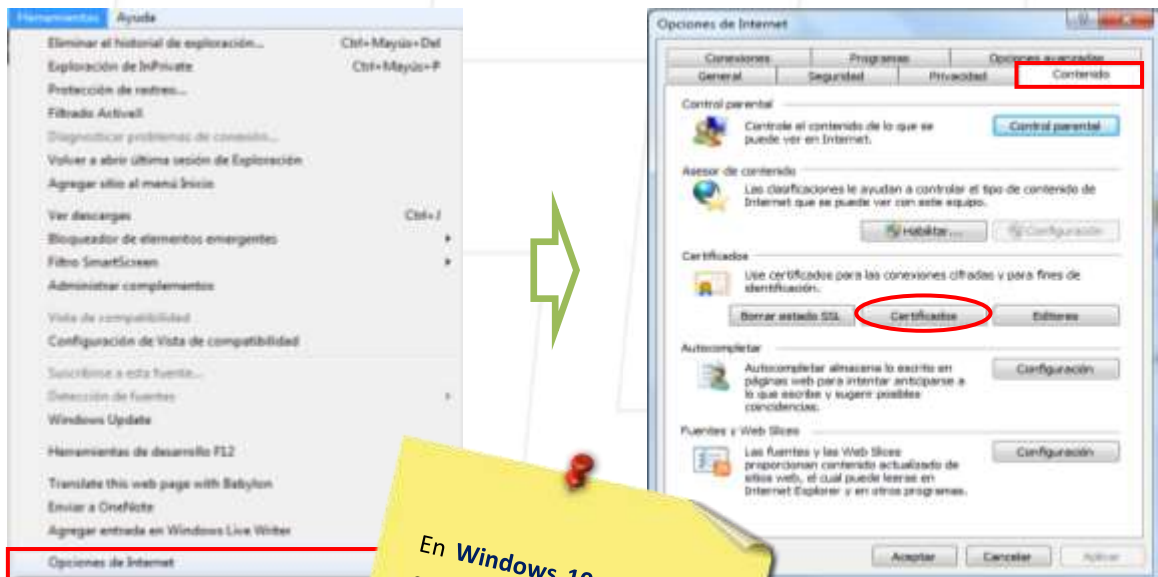 Herramientas Ayuda
Eliminar el historial de exploración... Ctrl+Mayús+Del
Exploración de InPrivate Ctrl+Mayús+P
Protección de rastreo...
Filtrado ActiveX
Diagnosticar problemas de conexión...
Volver a abrir última sesión de Exploración
Agregar sitio al menú Inicio
Ver descargas Ctrl+J
Bloqueador de elementos emergentes
Filtro SmartScreen
Administrar complementos
Vista de compatibilidad
Configuración de Vista de compatibilidad
Suscribirse a esta fuente...
Detección de fuentes
Windows Update
Herramientas de desarrollo F12
Translate this web page with Babylon
Enviar a OneNote
Agregar entrada en Windows Live Writer
Opciones de Internet
En Windows 10
Opciones de Internet
Conexiones Programas Opciones avanzadas
General Seguridad Privacidad Contenido
Control parental
Controle el contenido de lo que se
puede ver en Internet.
Control parental
Asesor de contenido
Las clasificaciones le ayudan a controlar el tipo de contenido de
Internet que se puede ver con este equipo.
Habilitar... Configuración
Certificados
Use certificados para las conexiones cifradas y para fines de
identificación.
Borrar estado SSL Certificados Editores
Autocompletar
Autocompletar almacena lo escrito en
páginas web para intentar anticiparse a
lo que escribe y sugerir posibles
coincidencias.
Configuración
Fuentes y Web Slices
Las fuentes y las Web Slices
proporcionan contenido actualizado de
sitios web, el cual puede leerse en
Internet Explorer y en otros programas.
Configuración
Aceptar Cancelar Aplicar